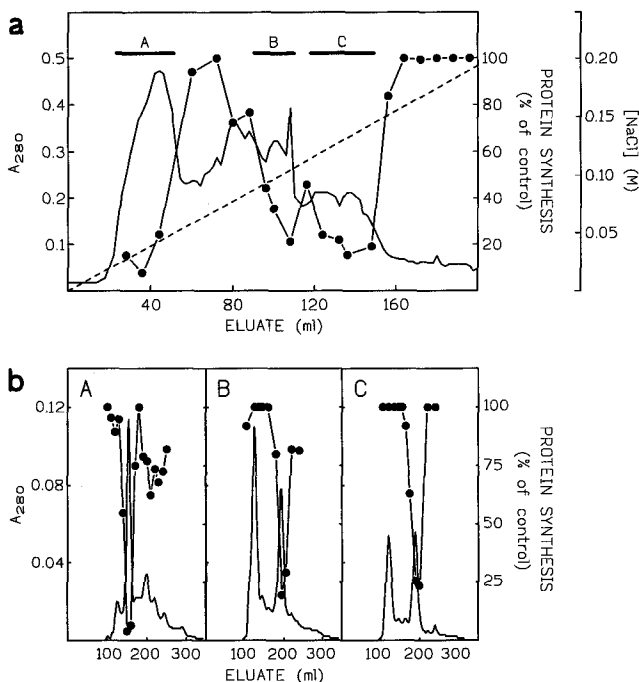 a
A B C
0.5 100 0.20
0.4 80
0.3 60
0.2 40 0.10
0.1 20 0.05
A280
PROTEIN SYNTHESIS
(% of control)
[NaCl] (M)
40 80 120 160
ELUATE (ml)
b
A B C
0.12 100
0.08 75
50
0.04 25
A280
PROTEIN SYNTHESIS
(% of control)
100 200 300 100 200 300 100 200 300
ELUATE (ml)